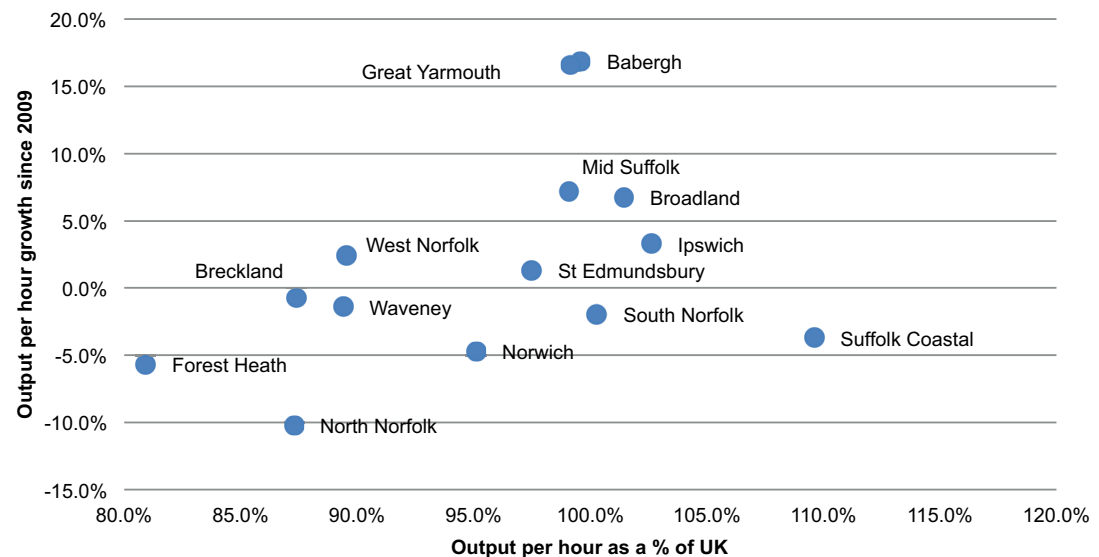 20.0%
Babergh
Great Yarmouth
15.0%
10.0%
Mid Suffolk
Broadland
5.0%
West Norfolk
Ipswich
Breckland
St Edmundsbury
0.0%
Waveney
South Norfolk
Suffolk Coastal
Norwich
-5.0%
Forest Heath
-10.0%
North Norfolk
-15.0%
Output per hour growth since 2009
80.0% 85.0% 90.0% 95.0% 100.0% 105.0% 110.0% 115.0% 120.0%
Output per hour as a % of UK